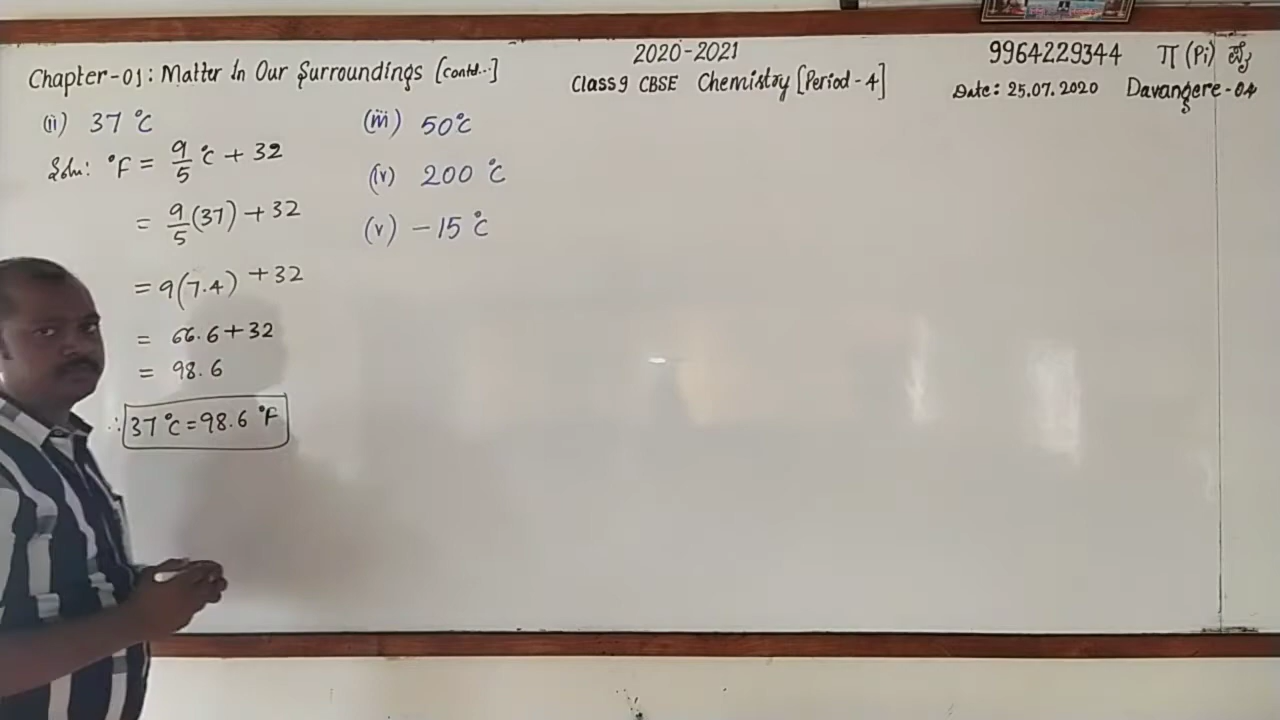 2020-2021
Chapter-01: Matter In Our Surroundings [contd...]
Class 9 CBSE Chemistry [Period-4]
9964229344 π (Pi)
Date: 25.07.2020 Davangere-04
(ii) 37 °C
Soln: °F = 9/5 °C + 32
= 9/5 (37) + 32
= 9(7.4) + 32
= 66.6 + 32
= 98.6
∴ 37 °C = 98.6 °F
(iii) 50°C
(iv) 200 °C
(v) -15 °C